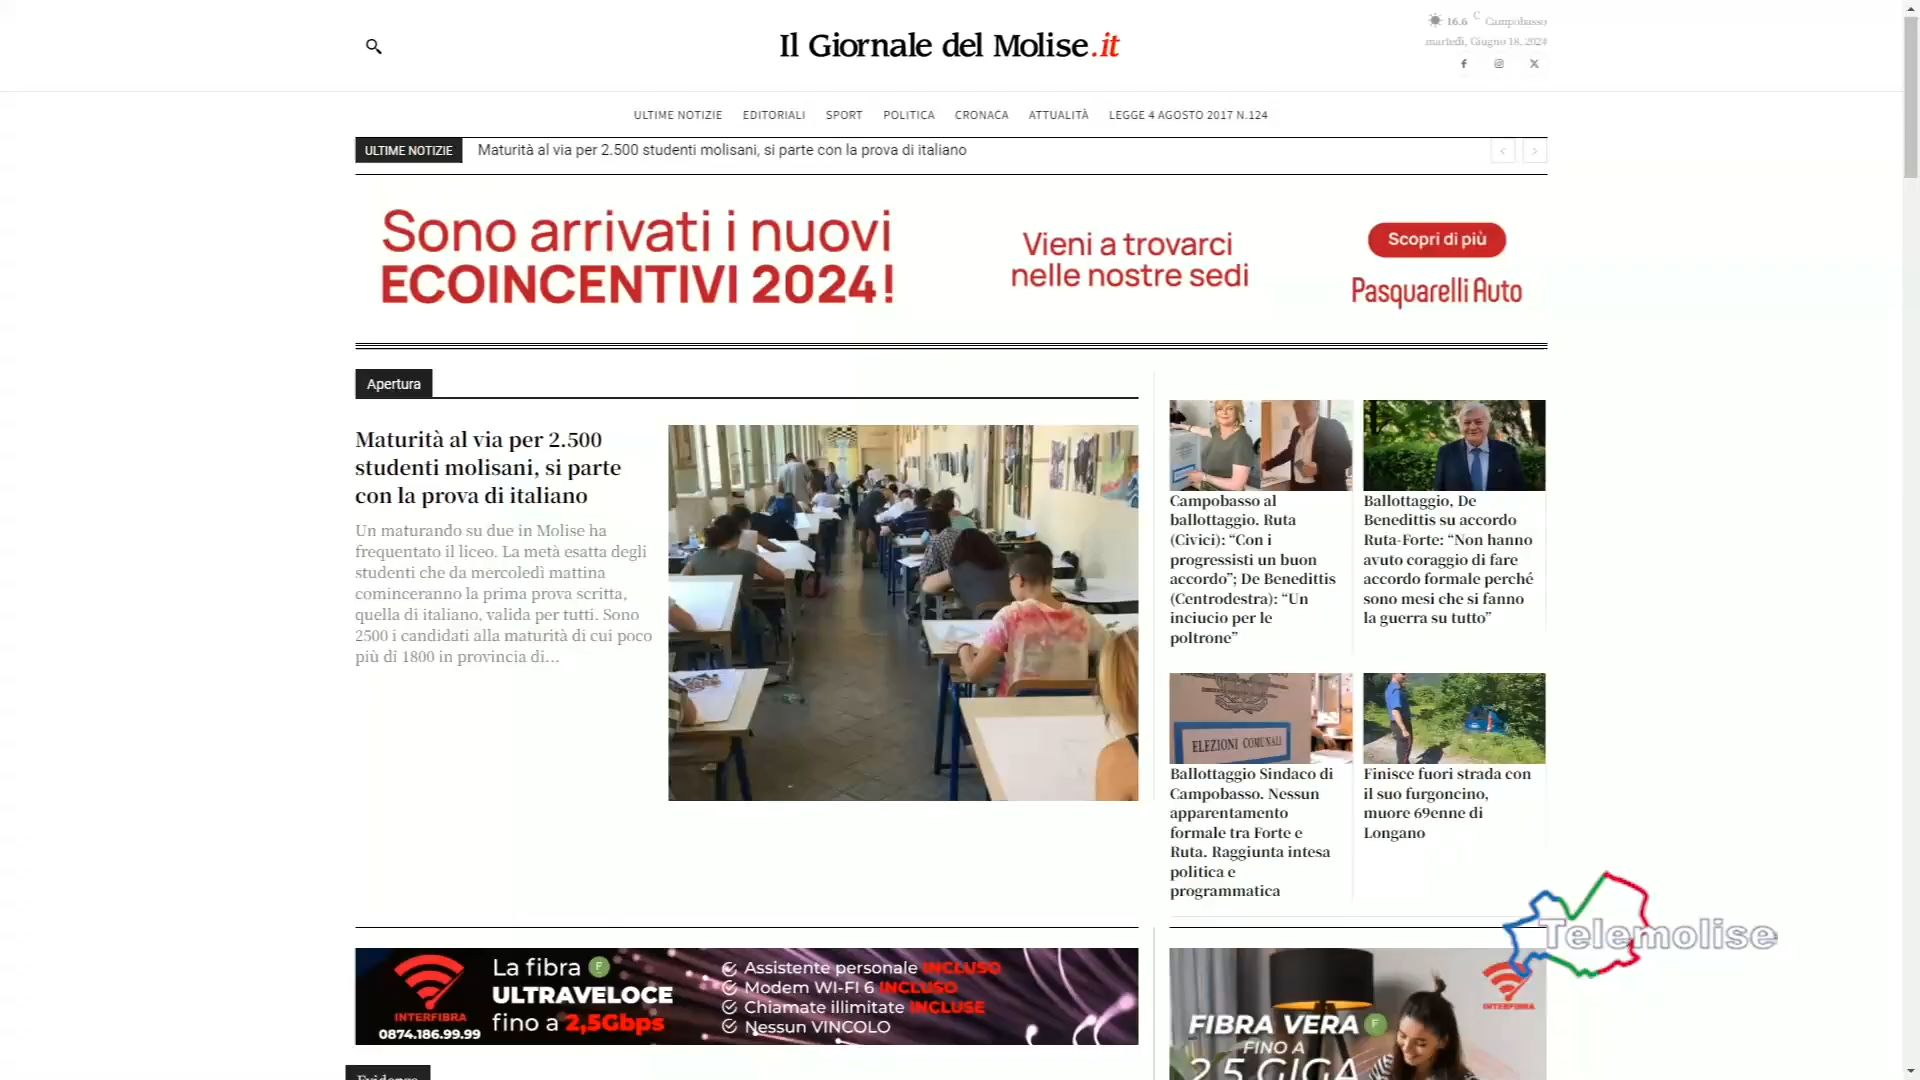 Il Giornale del Molise.it
16.6 C Campobasso
martedì, Giugno 18, 2024
ULTIME NOTIZIE EDITORIALI SPORT POLITICA CRONACA ATTUALITÀ LEGGE 4 AGOSTO 2017 N.124
ULTIME NOTIZIE Maturità al via per 2.500 studenti molisani, si parte con la prova di italiano
Sono arrivati i nuovi
ECOINCENTIVI 2024!
Vieni a trovarci
nelle nostre sedi
Scopri di più
Pasquarelli Auto
Apertura
Maturità al via per 2.500
studenti molisani, si parte
con la prova di italiano
Un maturando su due in Molise ha
frequentato il liceo. La metà esatta degli
studenti che da mercoledì mattina
cominceranno la prima prova scritta,
quella di italiano, valida per tutti. Sono
2500 i candidati alla maturità di cui poco
più di 1800 in provincia di...
Campobasso al
ballottaggio. Ruta
(Civici): “Con i
progressisti un buon
accordo”; De Benedittis
(Centrodestra): “Un
inciucio per le
poltrone”
Ballottaggio, De
Benedittis su accordo
Ruta-Forte: “Non hanno
avuto coraggio di fare
accordo formale perché
sono mesi che si fanno
la guerra su tutto”
ELEZIONI COMUNALI
Ballottaggio Sindaco di
Campobasso. Nessun
apparentamento
formale tra Forte e
Ruta. Raggiunta intesa
politica e
programmatica
Finisce fuori strada con
il suo furgoncino,
muore 69enne di
Longano
Telemolise
INTERFIBRA
0874.186.99.99
La fibra F
ULTRAVELOCE
fino a 2,5Gbps
Assistente personale INCLUSO
Modem WI-FI 6 INCLUSO
Chiamate illimitate INCLUSE
Nessun VINCOLO
INTERFIBRA
FIBRA VERA F
FINO A
2,5 GIGA
Evidenza